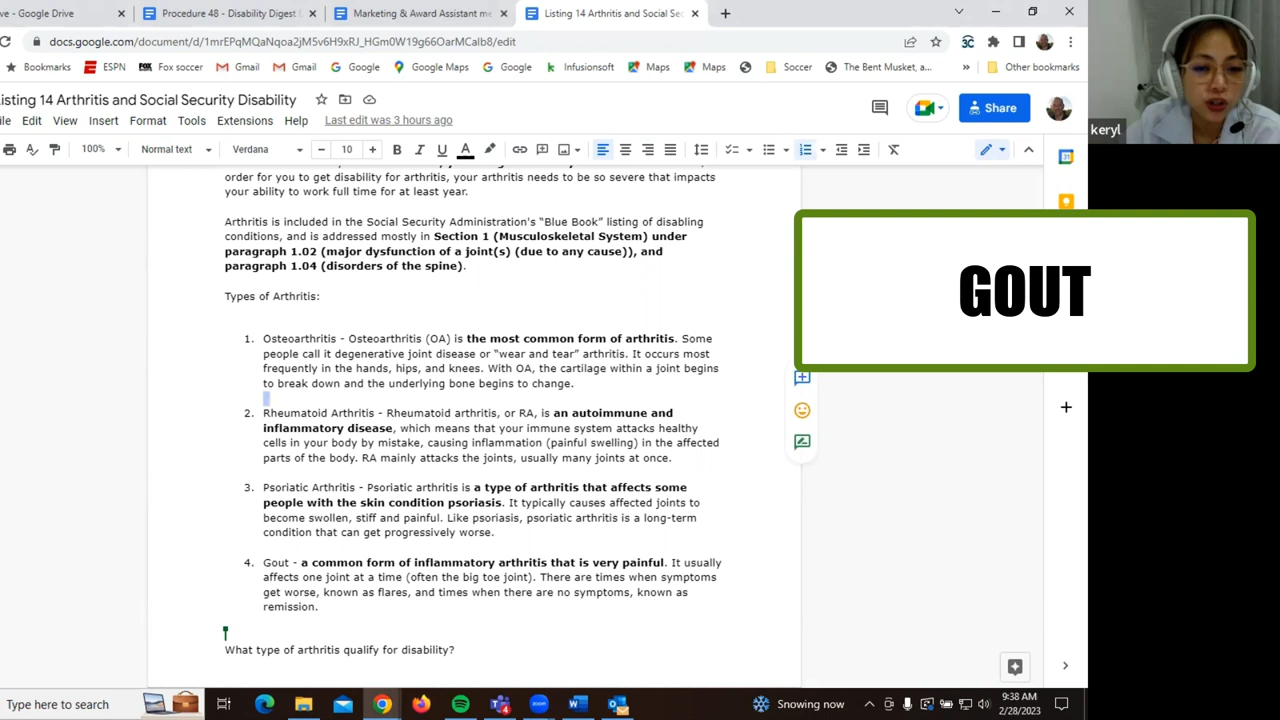 ve - Google Drive
Procedure 48 - Disability Digest
Marketing & Award Assistant me
Listing 14 Arthritis and Social Sec
docs.google.com/document/d/1mrEPqMQaNqoa2jM5v6H9xRJ_HGm0W19g66OarMCaIb8/edit
Bookmarks
ESPN
Fox soccer
Gmail
Gmail
Google
Google Maps
Google
Infusionsoft
Maps
Maps
Soccer
The Bent Musket, a...
Other bookmarks
Listing 14 Arthritis and Social Security Disability
ile Edit View Insert Format Tools Extensions Help Last edit was 3 hours ago
Share
100% Normal text Verdana 10
order for you to get disability for arthritis, your arthritis needs to be so severe that impacts
your ability to work full time for at least year.
Arthritis is included in the Social Security Administration's “Blue Book” listing of disabling
conditions, and is addressed mostly in Section 1 (Musculoskeletal System) under
paragraph 1.02 (major dysfunction of a joint(s) (due to any cause)), and
paragraph 1.04 (disorders of the spine).
Types of Arthritis:
1. Osteoarthritis - Osteoarthritis (OA) is the most common form of arthritis. Some
people call it degenerative joint disease or “wear and tear” arthritis. It occurs most
frequently in the hands, hips, and knees. With OA, the cartilage within a joint begins
to break down and the underlying bone begins to change.
2. Rheumatoid Arthritis - Rheumatoid arthritis, or RA, is an autoimmune and
inflammatory disease, which means that your immune system attacks healthy
cells in your body by mistake, causing inflammation (painful swelling) in the affected
parts of the body. RA mainly attacks the joints, usually many joints at once.
3. Psoriatic Arthritis - Psoriatic arthritis is a type of arthritis that affects some
people with the skin condition psoriasis. It typically causes affected joints to
become swollen, stiff and painful. Like psoriasis, psoriatic arthritis is a long-term
condition that can get progressively worse.
4. Gout - a common form of inflammatory arthritis that is very painful. It usually
affects one joint at a time (often the big toe joint). There are times when symptoms
get worse, known as flares, and times when there are no symptoms, known as
remission.
What type of arthritis qualify for disability?
keryl
GOUT
Type here to search
Snowing now
9:38 AM
2/28/2023